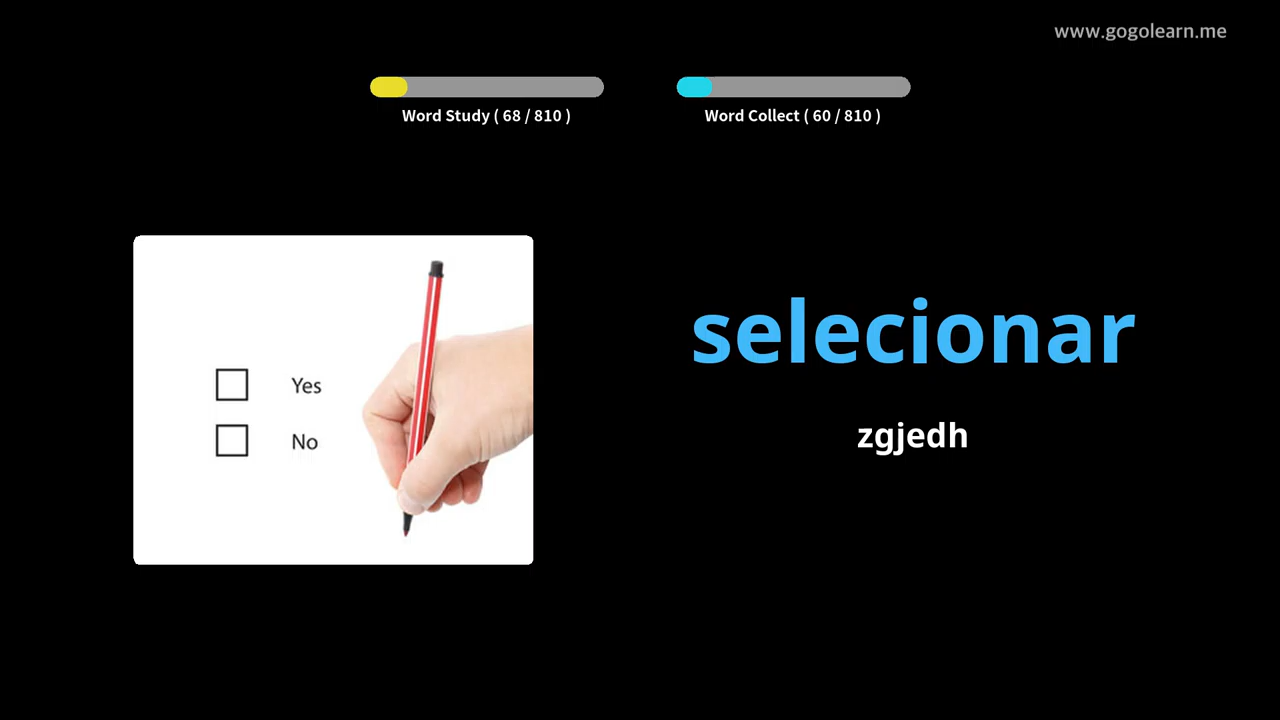 www.gogolearn.me
Word Study ( 68 / 810 )
Word Collect ( 60 / 810 )
selecionar
zgjedh
Yes
No